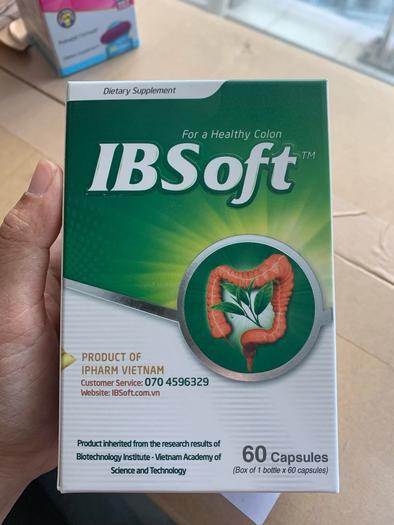 Dietary Supplement
For a Healthy Colon
IBSoft™
PRODUCT OF
IPHARM VIETNAM
Customer Service: 070 4596329
Website: IBSoft.com.vn
Product inherited from the research results of
Biotechnology Institute - Vietnam Academy of
Science and Technology
60 Capsules
(Box of 1 bottle x 60 capsules)